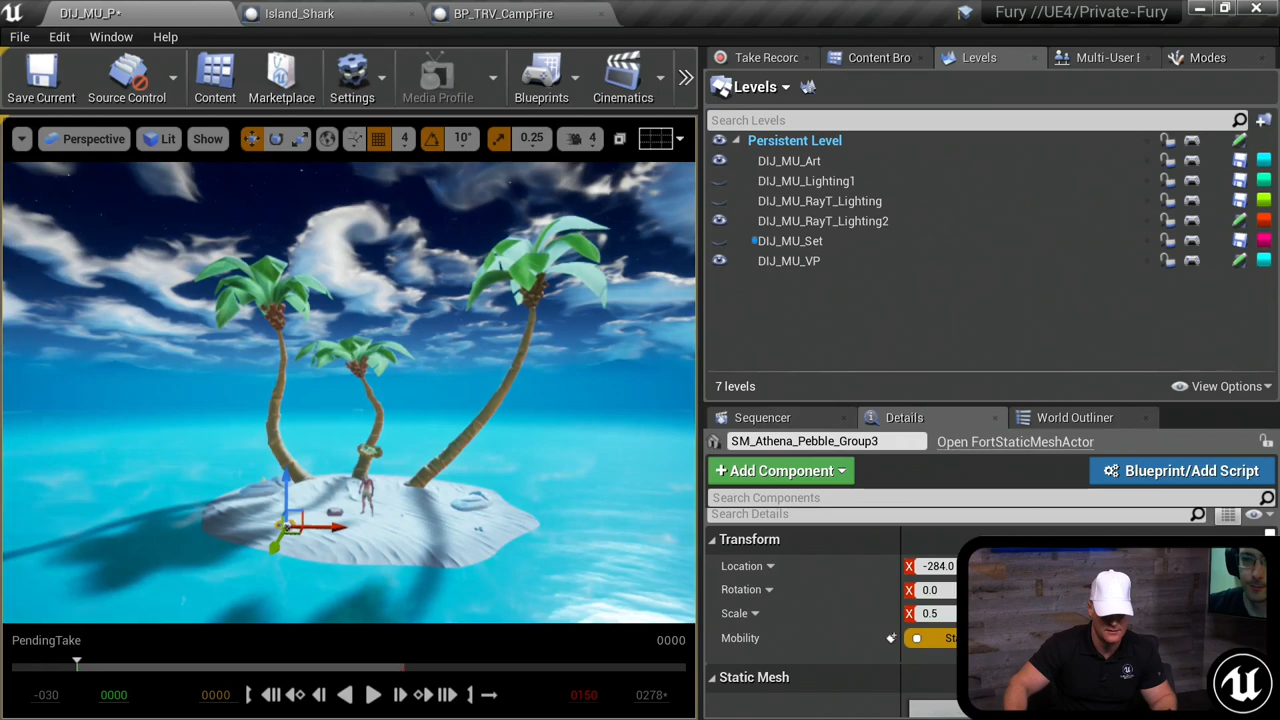 DIJ_MU_P*
Island_Shark
BP_TRV_CampFire
Fury //UE4/Private-Fury
File Edit Window Help
Save Current
Source Control
Content
Marketplace
Settings
Media Profile
Blueprints
Cinematics
Take Recorc
Content Bro
Levels
Multi-User E
Modes
Levels
Search Levels
Perspective Lit Show 4 10° 0.25 4
Persistent Level
DIJ_MU_Art
DIJ_MU_Lighting1
DIJ_MU_RayT_Lighting
DIJ_MU_RayT_Lighting2
DIJ_MU_Set
DIJ_MU_VP
7 levels
View Options
Sequencer
Details
World Outliner
SM_Athena_Pebble_Group3
Open FortStaticMeshActor
+ Add Component
Blueprint/Add Script
Search Components
Search Details
Transform
Location X -284.0
Rotation X 0.0
Scale X 0.5
Mobility Sta
Static Mesh
PendingTake
0000
-030
0000
0000
0150
0278*